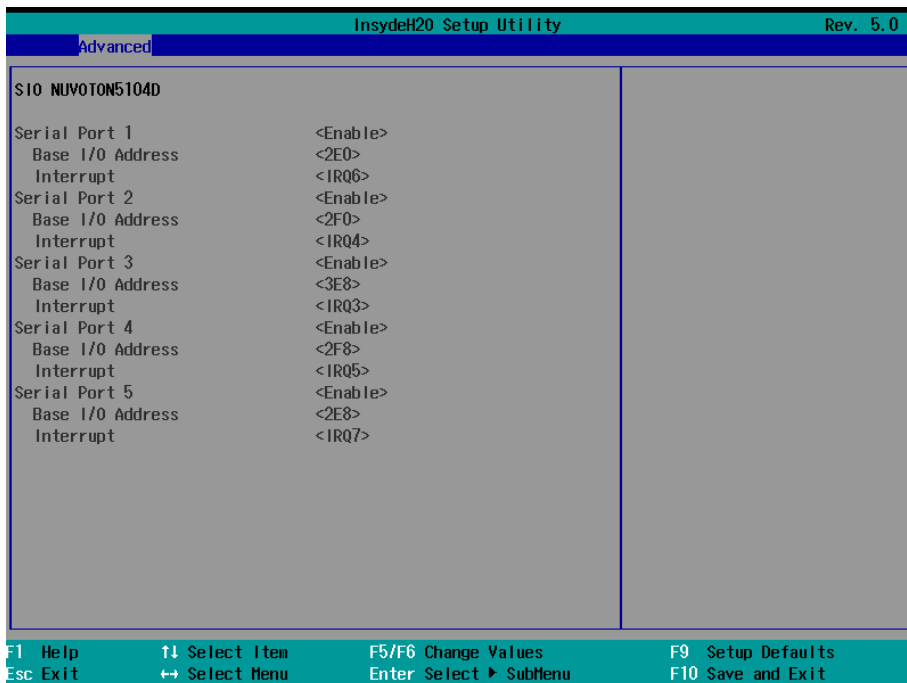 InsydeH20 Setup Utility Rev. 5.0
Advanced
SIO NUVOTON5104D
Serial Port 1 <Enable>
Base I/O Address <2E0>
Interrupt <IRQ6>
Serial Port 2 <Enable>
Base I/O Address <2F0>
Interrupt <IRQ4>
Serial Port 3 <Enable>
Base I/O Address <3E8>
Interrupt <IRQ3>
Serial Port 4 <Enable>
Base I/O Address <2F8>
Interrupt <IRQ5>
Serial Port 5 <Enable>
Base I/O Address <2E8>
Interrupt <IRQ7>
F1 Help ↑↓ Select Item F5/F6 Change Values F9 Setup Defaults
Esc Exit ↔ Select Menu Enter Select ▶ SubMenu F10 Save and Exit